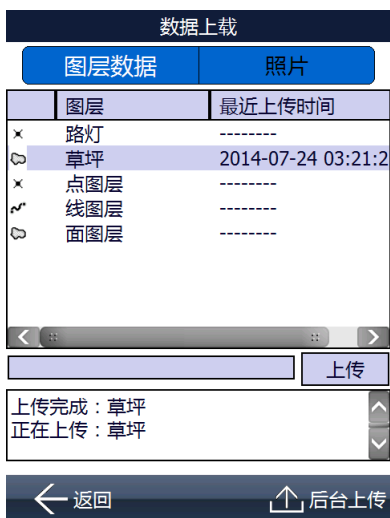 数据上载
图层数据 照片
图层 最近上传时间
路灯 --------
草坪 2014-07-24 03:21:2
点图层 --------
线图层 --------
面图层 --------
上传
上传完成：草坪
正在上传：草坪
返回 后台上传